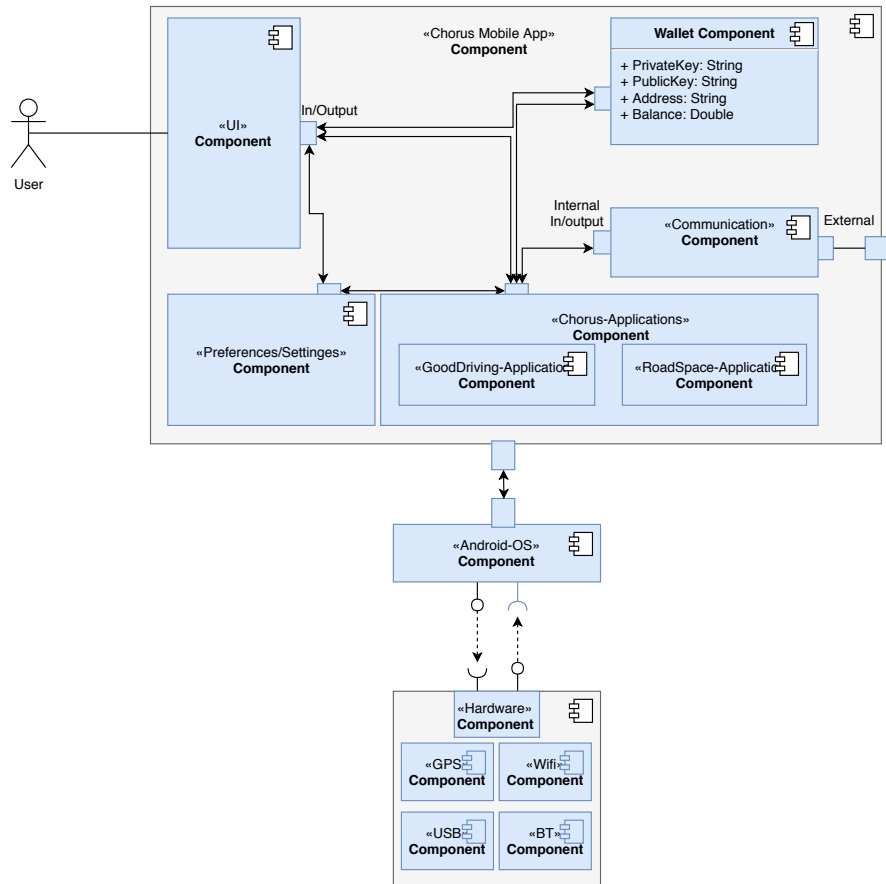 «Chorus Mobile App»
Component
Wallet Component
+ PrivateKey: String
+ PublicKey: String
+ Address: String
+ Balance: Double
In/Output
«UI»
Component
User
Internal
In/output
«Communication»
Component
External
«Preferences/Settinges»
Component
«Chorus-Applications»
Component
«GoodDriving-Application
Component
«RoadSpace-Applicatic
Component
«Android-OS»
Component
«Hardware»
Component
«GPS»
Component
«Wifi»
Component
«USB»
Component
«BT»
Component